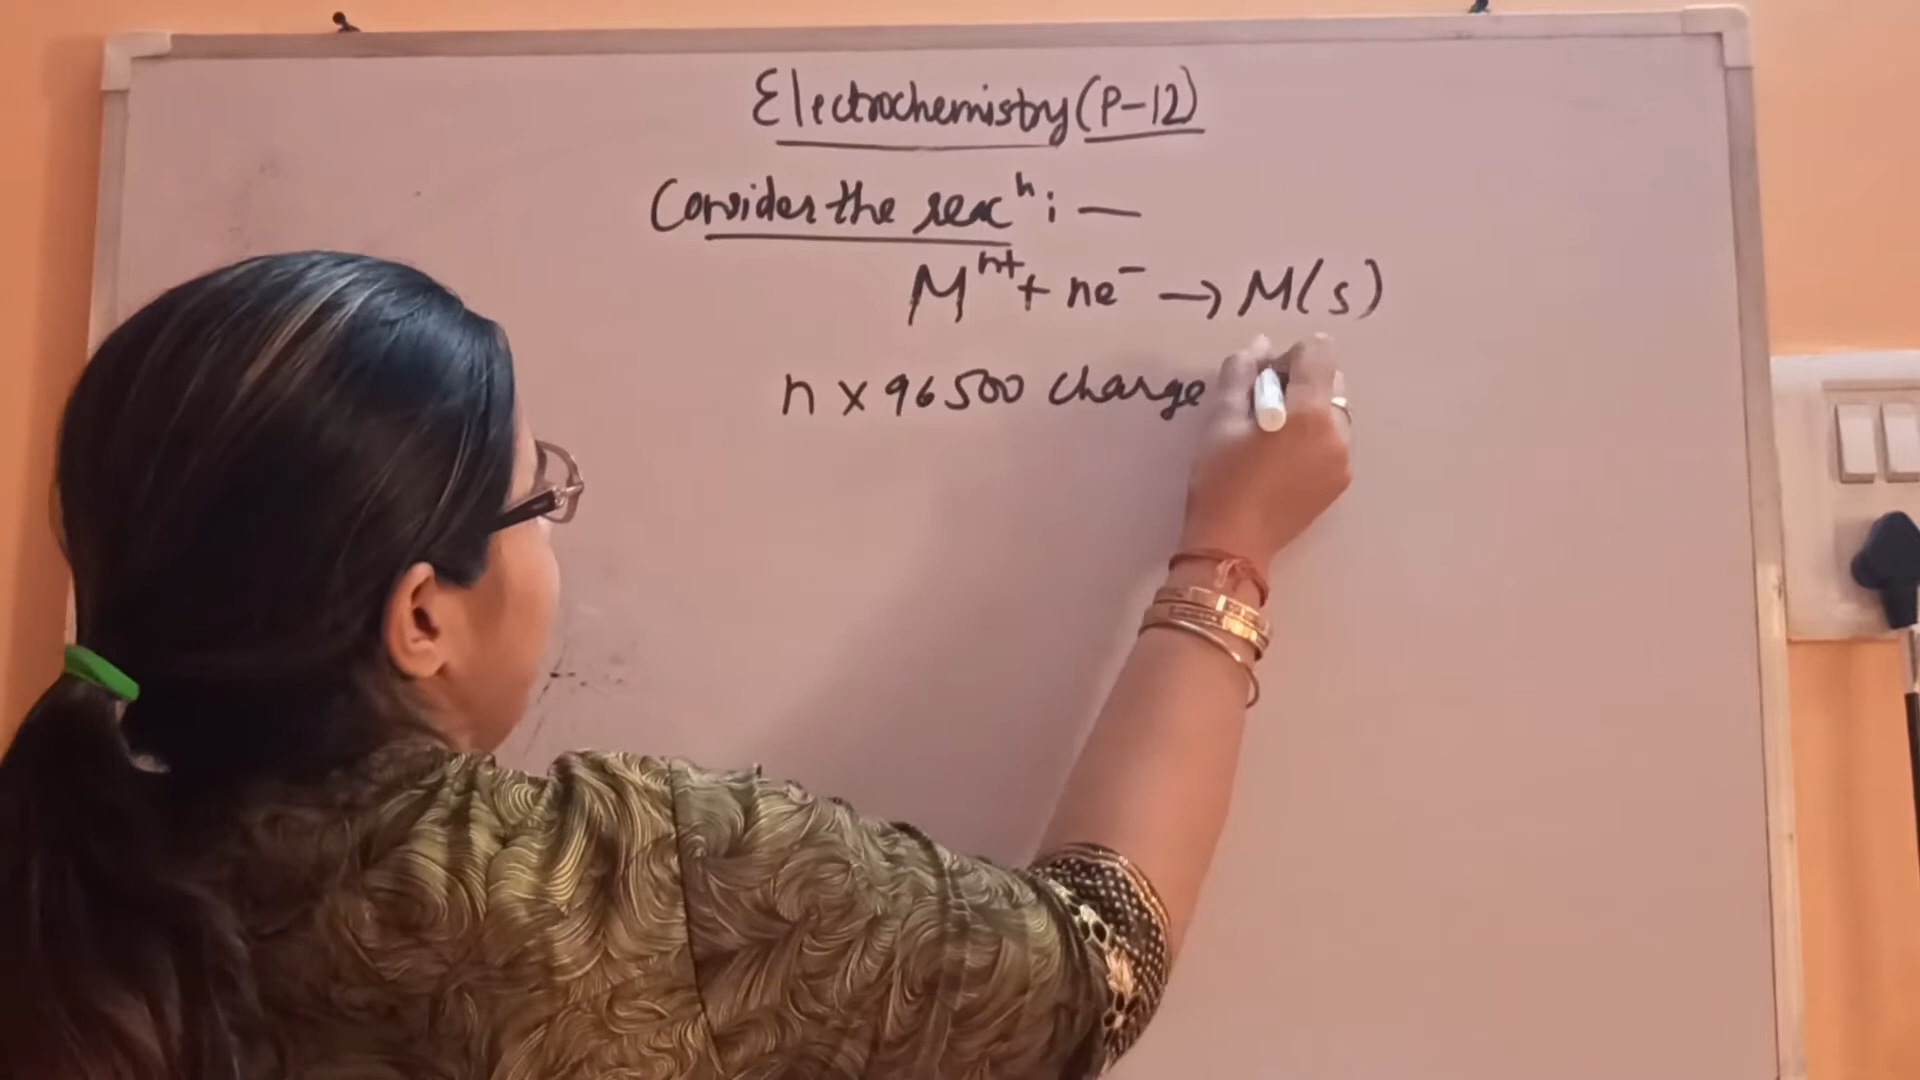 Electrochemistry (P-12)
Consider the reacⁿ : —
Mⁿ⁺ + ne⁻ → M(s)
n × 96500 charge